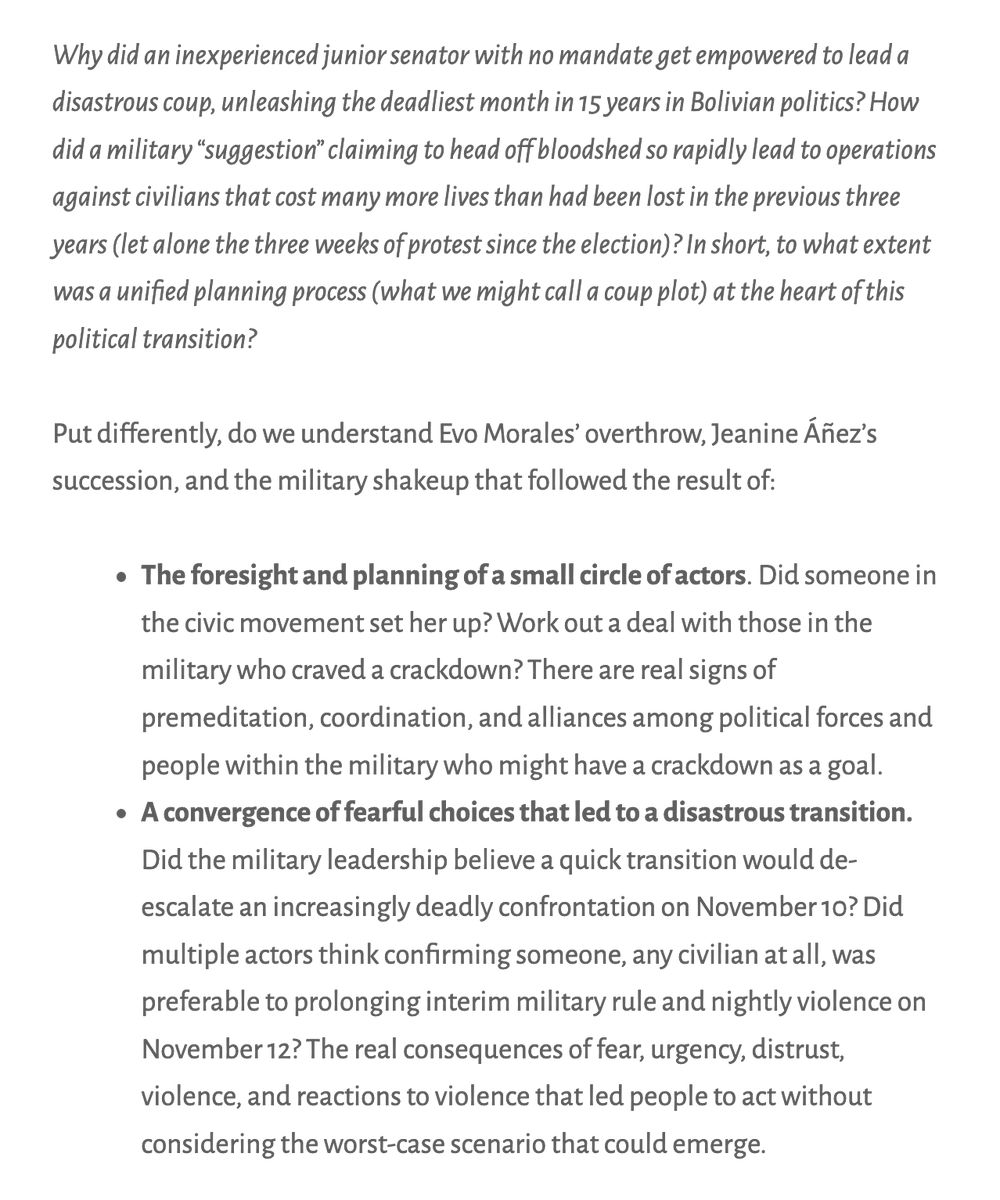 Why did an inexperienced junior senator with no mandate get empowered to lead a
disastrous coup, unleashing the deadliest month in 15 years in Bolivian politics? How
did a military “suggestion” claiming to head off bloodshed so rapidly lead to operations
against civilians that cost many more lives than had been lost in the previous three
years (let alone the three weeks of protest since the election)? In short, to what extent
was a unified planning process (what we might call a coup plot) at the heart of this
political transition?
Put differently, do we understand Evo Morales’ overthrow, Jeanine Áñez’s
succession, and the military shakeup that followed the result of:
• The foresight and planning of a small circle of actors. Did someone in
the civic movement set her up? Work out a deal with those in the
military who craved a crackdown? There are real signs of
premeditation, coordination, and alliances among political forces and
people within the military who might have a crackdown as a goal.
• A convergence of fearful choices that led to a disastrous transition.
Did the military leadership believe a quick transition would de-
escalate an increasingly deadly confrontation on November 10? Did
multiple actors think confirming someone, any civilian at all, was
preferable to prolonging interim military rule and nightly violence on
November 12? The real consequences of fear, urgency, distrust,
violence, and reactions to violence that led people to act without
considering the worst-case scenario that could emerge.